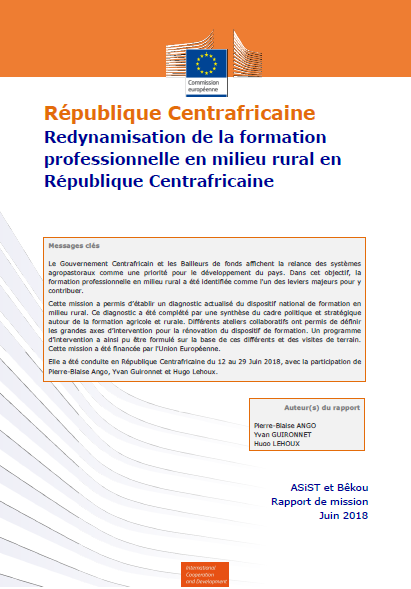 Commission
européenne
République Centrafricaine
Redynamisation de la formation
professionnelle en milieu rural en
République Centrafricaine
Messages clés
Le Gouvernement Centrafricain et les Bailleurs de fonds affichent la relance des systèmes
agropastoraux comme une priorité pour le développement du pays. Dans cet objectif, la
formation professionnelle en milieu rural a été identifiée comme l'un des leviers majeurs pour y
contribuer.
Cette mission a permis d'établir un diagnostic actualisé du dispositif national de formation en
milieu rural. Ce diagnostic a été complété par une synthèse du cadre politique et stratégique
autour de la formation agricole et rurale. Différents ateliers collaboratifs ont permis de définir
les grandes axes d'intervention pour la rénovation du dispositif de formation. Un programme
d'intervention a ainsi pu être formulé sur la base de ces différents et des visites de terrain.
Cette mission a été financée par l'Union Européenne.
Elle a été conduite en République Centrafricaine du 12 au 29 Juin 2018, avec la participation de
Pierre-Blaise Ango, Yvan Guironnet et Hugo Lehoux.
Auteur(s) du rapport
Pierre-Blaise ANGO
Yvan GUIRONNET
Hugo LEHOUX
ASiST et Bêkou
Rapport de mission
Juin 2018
International
Cooperation
and Development